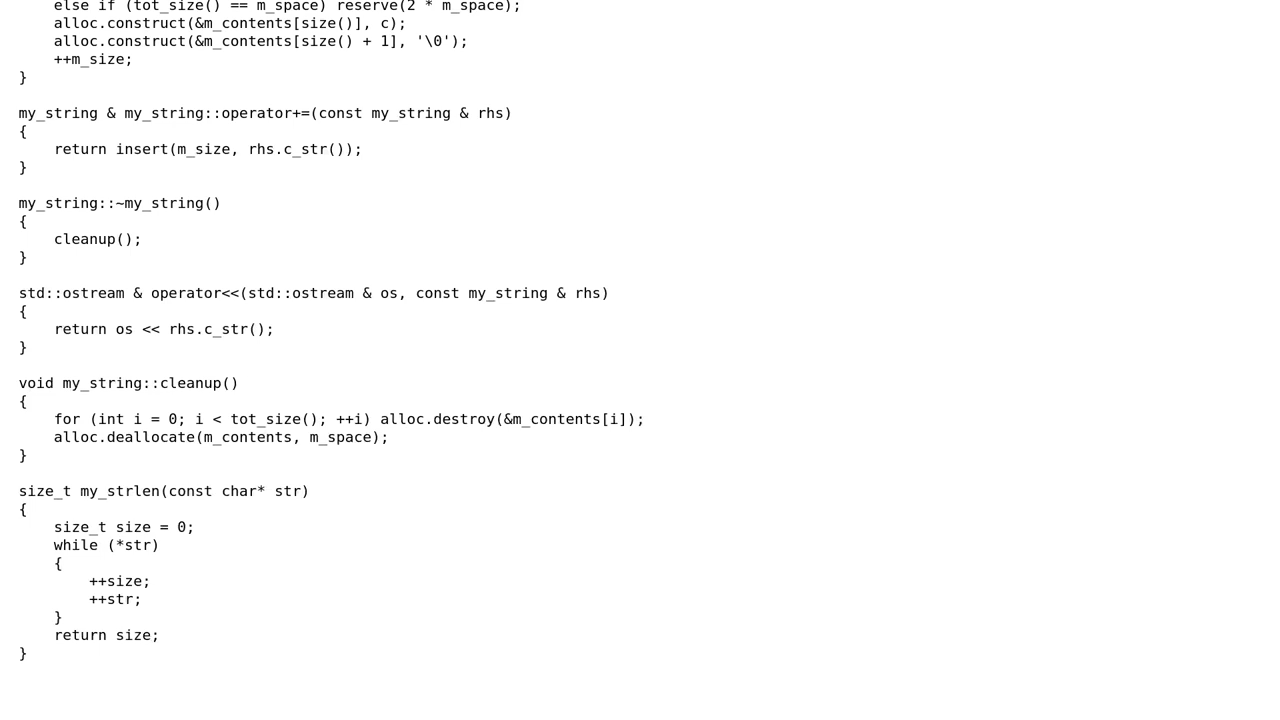 else if (tot_size() == m_space) reserve(2 * m_space);
    alloc.construct(&m_contents[size()], c);
    alloc.construct(&m_contents[size() + 1], '\0');
    ++m_size;
}

my_string & my_string::operator+=(const my_string & rhs)
{
    return insert(m_size, rhs.c_str());
}

my_string::~my_string()
{
    cleanup();
}

std::ostream & operator<<(std::ostream & os, const my_string & rhs)
{
    return os << rhs.c_str();
}

void my_string::cleanup()
{
    for (int i = 0; i < tot_size(); ++i) alloc.destroy(&m_contents[i]);
    alloc.deallocate(m_contents, m_space);
}

size_t my_strlen(const char* str)
{
    size_t size = 0;
    while (*str)
    {
        ++size;
        ++str;
    }
    return size;
}